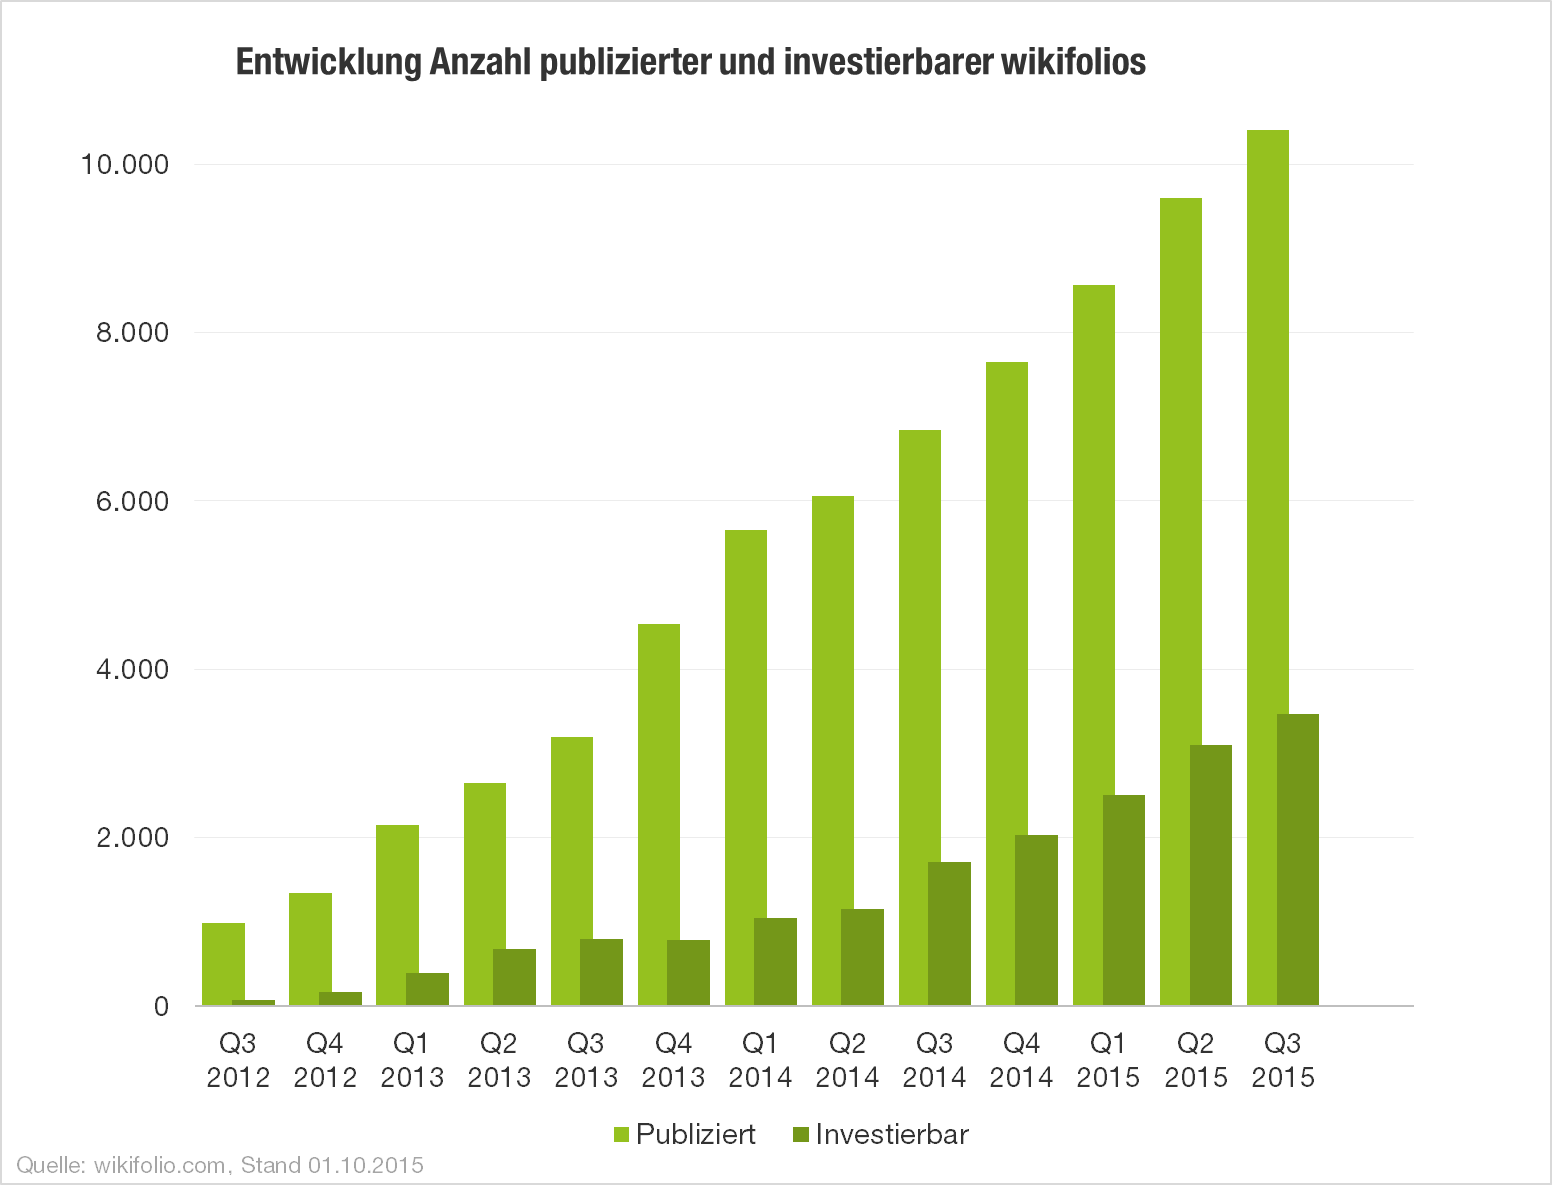 Entwicklung Anzahl publizierter und investierbarer wikifolios
10.000
8.000
6.000
4.000
2.000
0
Q3 Q4 Q1 Q2 Q3 Q4 Q1 Q2 Q3 Q4 Q1 Q2 Q3
2012 2012 2013 2013 2013 2013 2014 2014 2014 2014 2015 2015 2015
Publiziert Investierbar
Quelle: wikifolio.com, Stand 01.10.2015